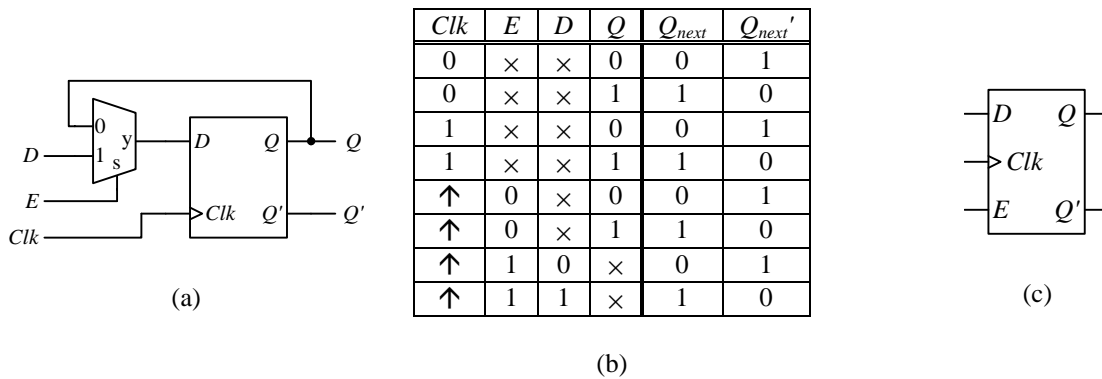 0
1
y
s
D
E
Clk
D Q
Clk Q'
Q
Q'
(a)
Clk E D Q Qnext Qnext'
0 × × 0 0 1
0 × × 1 1 0
1 × × 0 0 1
1 × × 1 1 0
↑ 0 × 0 0 1
↑ 0 × 1 1 0
↑ 1 0 × 0 1
↑ 1 1 × 1 0
(b)
D Q
Clk
E Q'
(c)